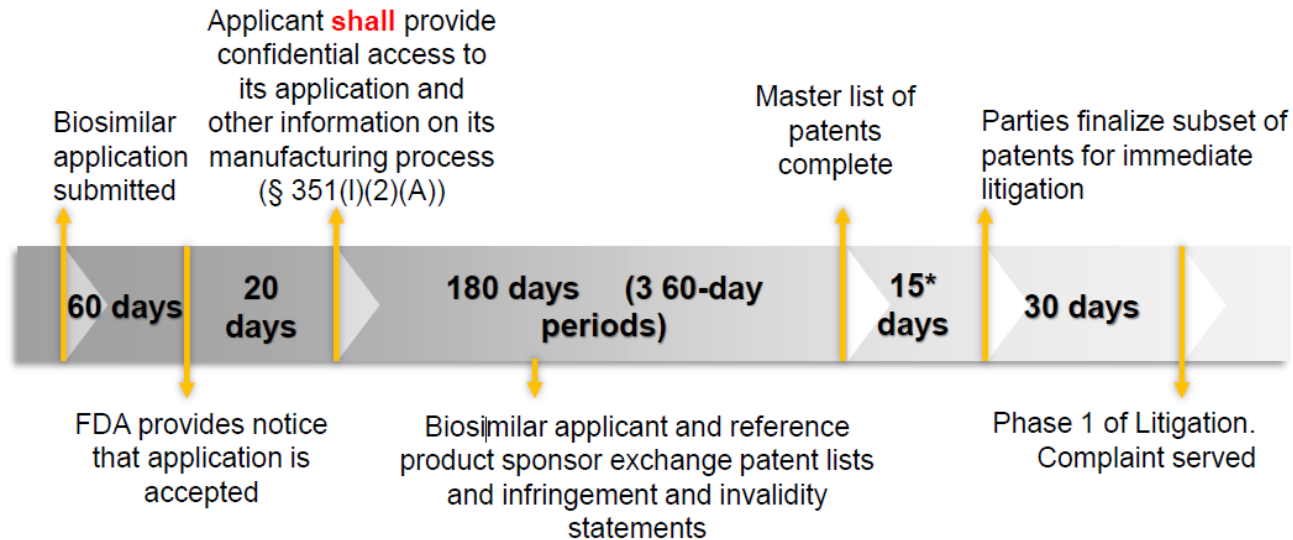 Biosimilar
application
submitted
Applicant shall provide
confidential access to
its application and
other information on its
manufacturing process
(§ 351(l)(2)(A))
Master list of
patents
complete
Parties finalize subset of
patents for immediate
litigation
60 days
20
days
180 days (3 60-day
periods)
15*
days
30 days
FDA provides notice
that application is
accepted
Biosimilar applicant and reference
product sponsor exchange patent lists
and infringement and invalidity
statements
Phase 1 of Litigation.
Complaint served